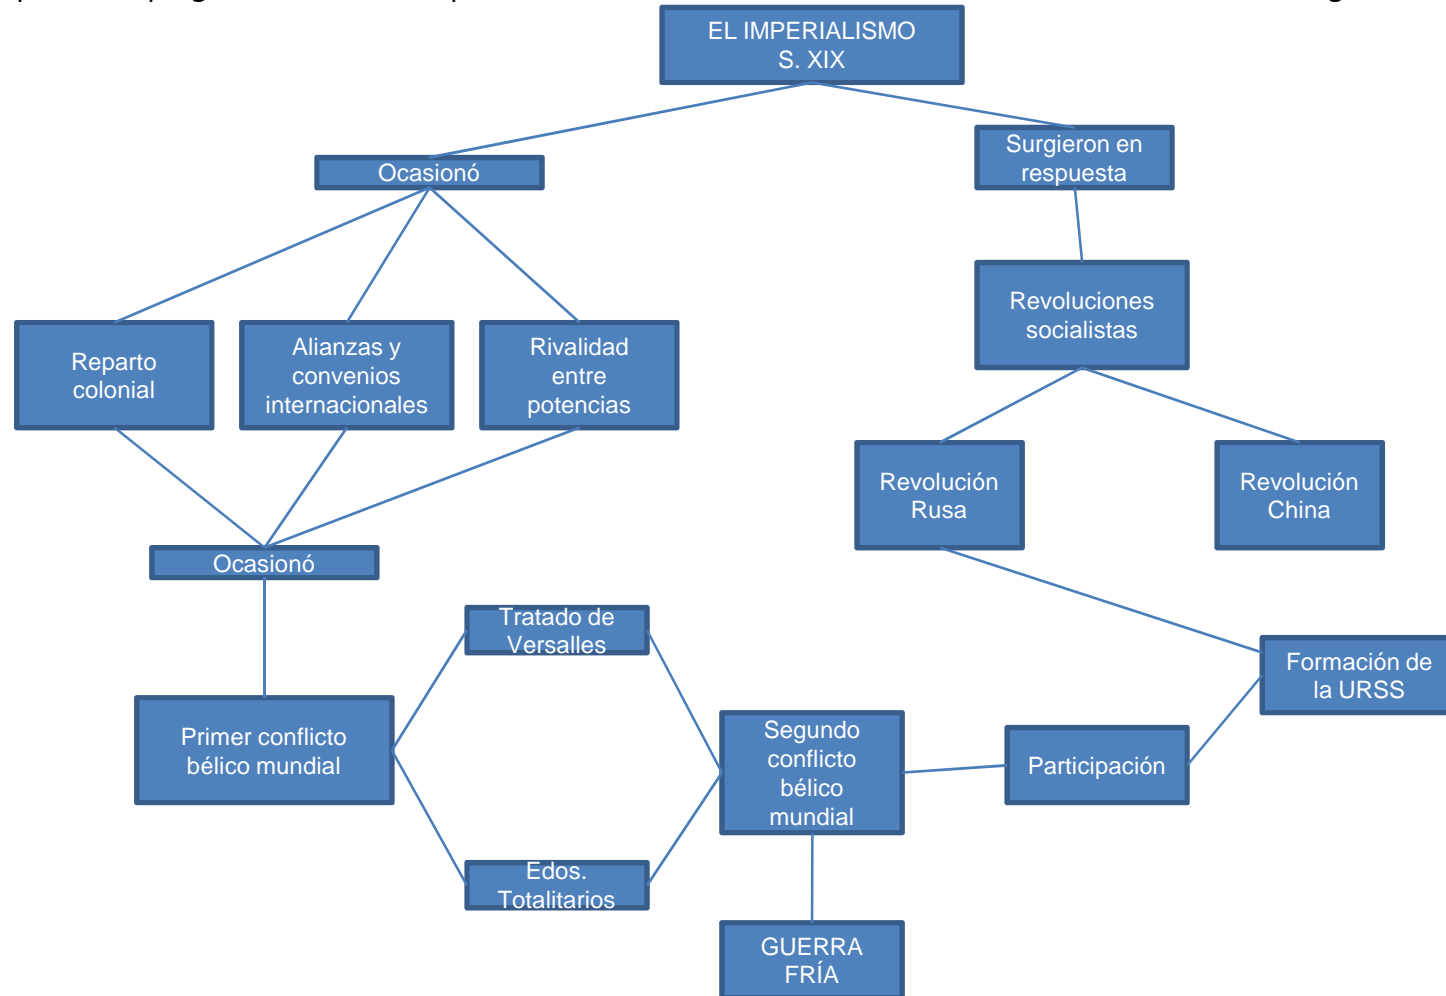 EL IMPERIALISMO
S. XIX
Ocasionó
Surgieron en
respuesta
Revoluciones
socialistas
Reparto
colonial
Alianzas y
convenios
internacionales
Rivalidad
entre
potencias
Revolución
Rusa
Revolución
China
Ocasionó
Tratado de
Versalles
Formación de
la URSS
Primer conflicto
bélico mundial
Segundo
conflicto
bélico
mundial
Participación
Edos.
Totalitarios
GUERRA
FRÍA